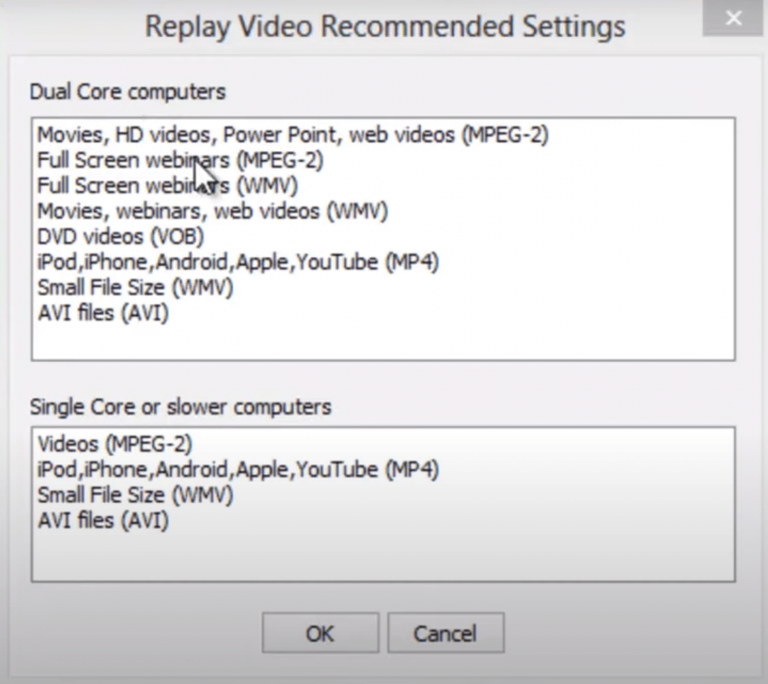 Replay Video Recommended Settings
Dual Core computers
Movies, HD videos, Power Point, web videos (MPEG-2)
Full Screen webinars (MPEG-2)
Full Screen webinars (WMV)
Movies, webinars, web videos (WMV)
DVD videos (VOB)
iPod,iPhone,Android,Apple,YouTube (MP4)
Small File Size (WMV)
AVI files (AVI)
Single Core or slower computers
Videos (MPEG-2)
iPod,iPhone,Android,Apple,YouTube (MP4)
Small File Size (WMV)
AVI files (AVI)
OK Cancel